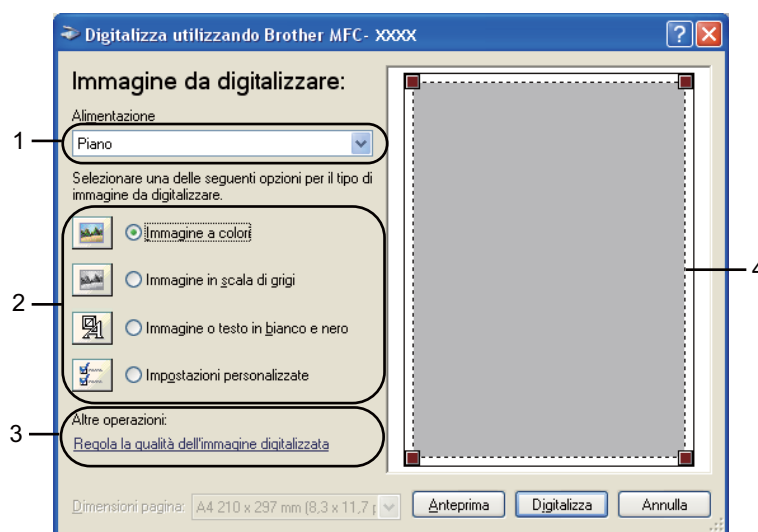 Digitalizza utilizzando Brother MFC- XXXX
Immagine da digitalizzare:
Alimentazione
1
Piano
Selezionare una delle seguenti opzioni per il tipo di
immagine da digitalizzare.
Immagine a colori
Immagine in scala di grigi
2
Immagine o testo in bianco e nero
Impostazioni personalizzate
Altre operazioni:
3
Regola la qualità dell'immagine digitalizzata
4
Dimensioni pagina: A4 210 x 297 mm (8,3 x 11,7
Anteprima
Digitalizza
Annulla